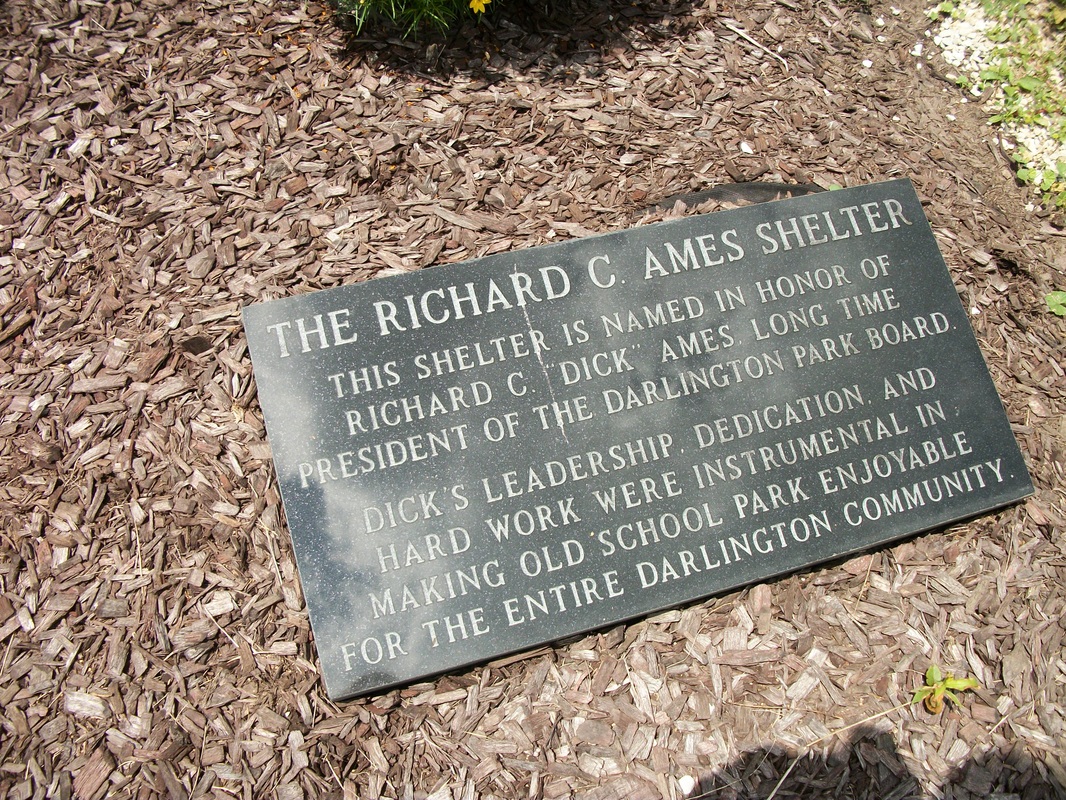 THE RICHARD C. AMES SHELTER
THIS SHELTER IS NAMED IN HONOR OF
RICHARD C. "DICK" AMES, LONG TIME
PRESIDENT OF THE DARLINGTON PARK BOARD.
DICK'S LEADERSHIP, DEDICATION, AND
HARD WORK WERE INSTRUMENTAL IN
MAKING OLD SCHOOL PARK ENJOYABLE
FOR THE ENTIRE DARLINGTON COMMUNITY.